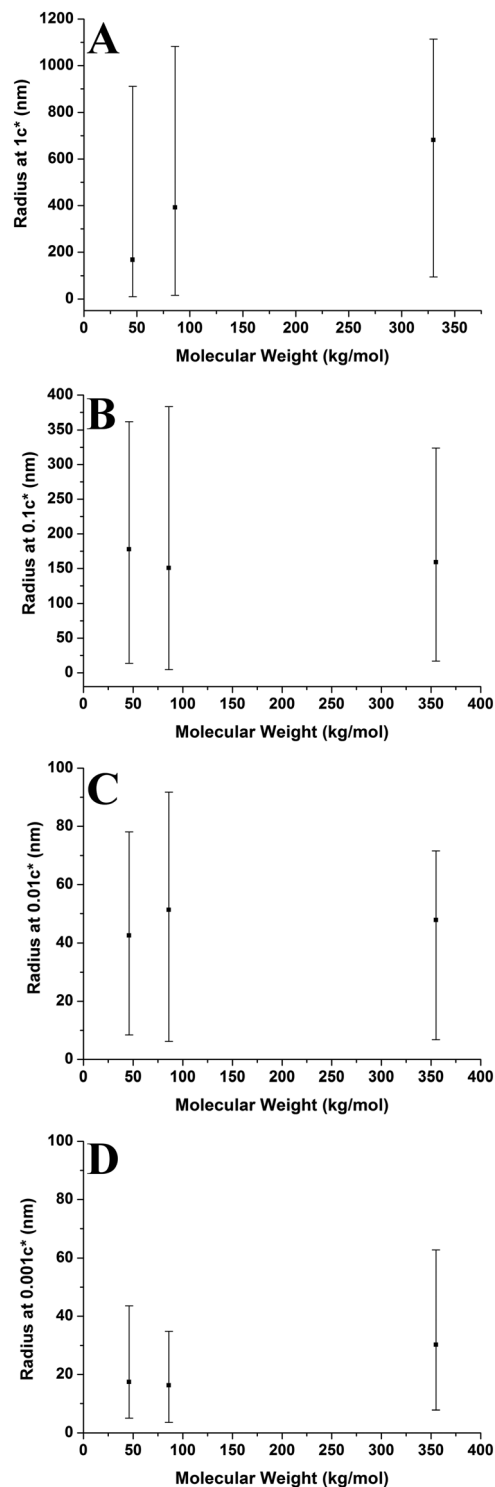 A
1200
1000
800
600
400
200
0
Radius at 1c* (nm)
0 50 100 150 200 250 300 350
Molecular Weight (kg/mol)
B
400
350
300
250
200
150
100
50
0
Radius at 0.1c* (nm)
0 50 100 150 200 250 300 350 400
Molecular Weight (kg/mol)
C
100
80
60
40
20
0
Radius at 0.01c* (nm)
0 50 100 150 200 250 300 350 400
Molecular Weight (kg/mol)
D
100
80
60
40
20
0
Radius at 0.001c* (nm)
0 50 100 150 200 250 300 350 400
Molecular Weight (kg/mol)